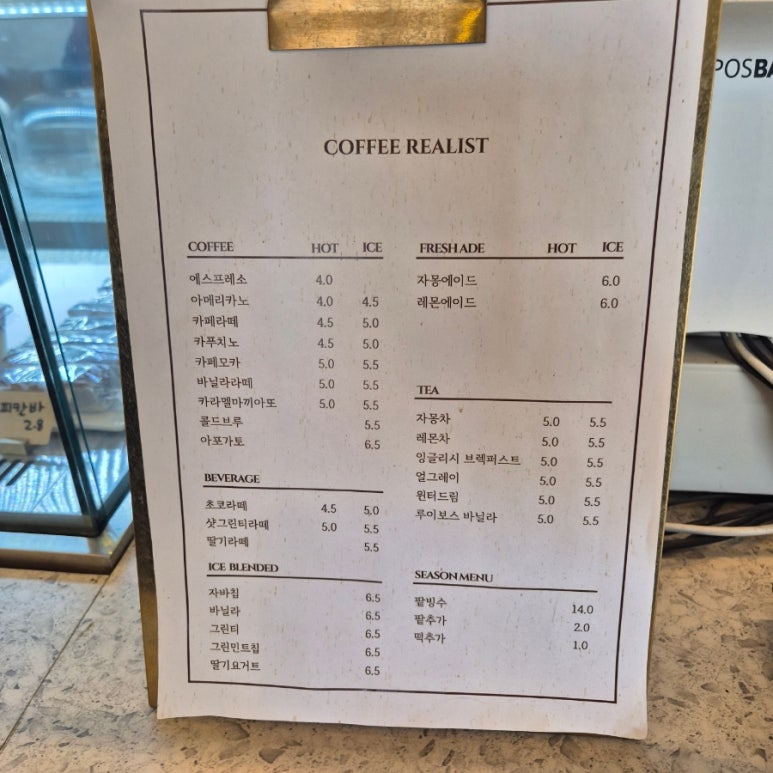 POSBA
COFFEE REALIST
COFFEE HOT ICE
에스프레소 4.0
아메리카노 4.0 4.5
카페라떼 4.5 5.0
카푸치노 4.5 5.0
카페모카 5.0 5.5
바닐라라떼 5.0 5.5
카라멜마끼아또 5.0 5.5
콜드브루 5.5
아포가토 6.5
BEVERAGE
초코라떼 4.5 5.0
샷그린티라떼 5.0 5.5
딸기라떼 5.5
ICE BLENDED
자바칩 6.5
바닐라 6.5
그린티 6.5
그린민트칩 6.5
딸기요거트 6.5
FRESH ADE HOT ICE
자몽에이드 6.0
레몬에이드 6.0
TEA
자몽차 5.0 5.5
레몬차 5.0 5.5
잉글리시 브렉퍼스트 5.0 5.5
얼그레이 5.0 5.5
윈터드림 5.0 5.5
루이보스 바닐라 5.0 5.5
SEASON MENU
팥빙수 14.0
팥추가 2.0
떡추가 1.0
피칸바
2.8